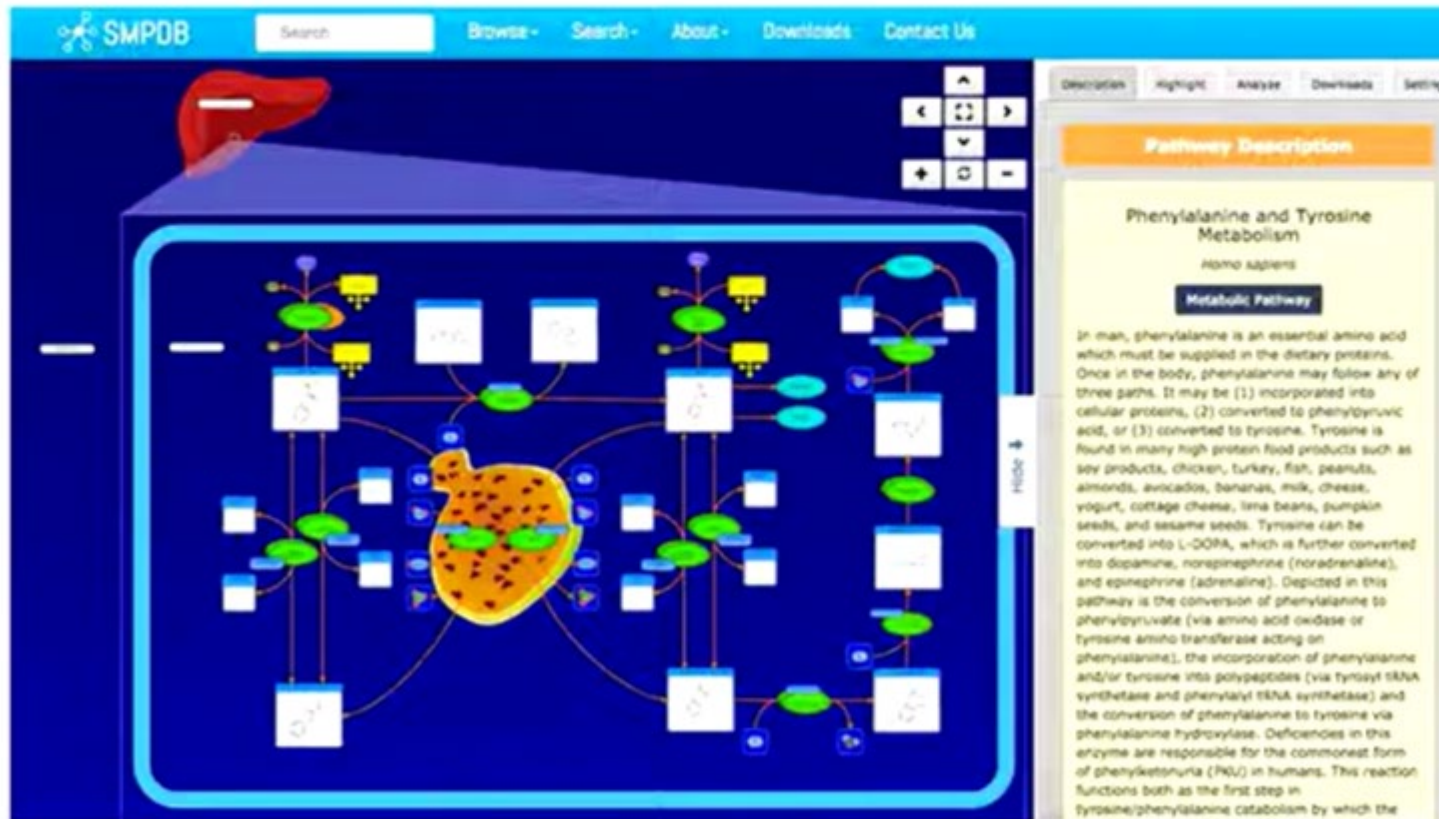 SMPDB
Search
Browse
Search
About
Downloads
Contact Us
Description
Highlight
Analyze
Downloads
Setting
Pathway Description
Phenylalanine and Tyrosine
Metabolism
Homo sapiens
Metabolic Pathway
Hide
In man, phenylalanine is an essential amino acid
which must be supplied in the dietary proteins.
Once in the body, phenylalanine may follow any of
three paths. It may be (1) incorporated into
cellular proteins, (2) converted to phenylpyruvic
acid, or (3) converted to tyrosine. Tyrosine is
found in many high protein food products such as
soy products, chicken, turkey, fish, peanuts,
almonds, avocados, bananas, milk, cheese,
yogurt, cottage cheese, lima beans, pumpkin
seeds, and sesame seeds. Tyrosine can be
converted into L-DOPA, which is further converted
into dopamine, norepinephrine (noradrenaline),
and epinephrine (adrenaline). Depicted in this
pathway is the conversion of phenylalanine to
phenylpyruvate (via amino acid oxidase or
tyrosine amino transferase acting on
phenylalanine), the incorporation of phenylalanine
and/or tyrosine into polypeptides (via tyrosyl tRNA
synthetase and phenylalyl tRNA synthetase) and
the conversion of phenylalanine to tyrosine via
phenylalanine hydroxylase. Deficiencies in this
enzyme are responsible for the commonest form
of phenylketonuria (PKU) in humans. This reaction
functions both as the first step in
tyrosine/phenylalanine catabolism by which the